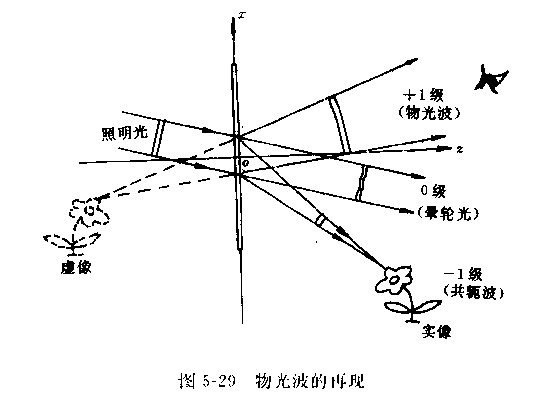 x
+1级
(物光波)
照明光
z
o
0级
(晕轮光)
虚像
-1级
(共轭波)
实像
图 5-29 物光波的再现